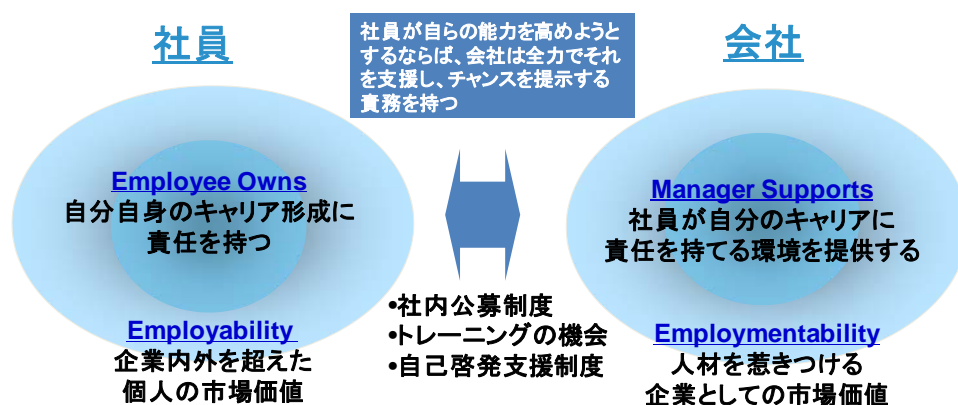 社員
社員が自らの能力を高めようと
するならば、会社は全力でそれ
を支援し、チャンスを提示する
責務を持つ
会社
Employee Owns
自分自身のキャリア形成に
責任を持つ
Manager Supports
社員が自分のキャリアに
責任を持てる環境を提供する
•社内公募制度
•トレーニングの機会
•自己啓発支援制度
Employability
企業内外を超えた
個人の市場価値
Employmentability
人材を惹きつける
企業としての市場価値